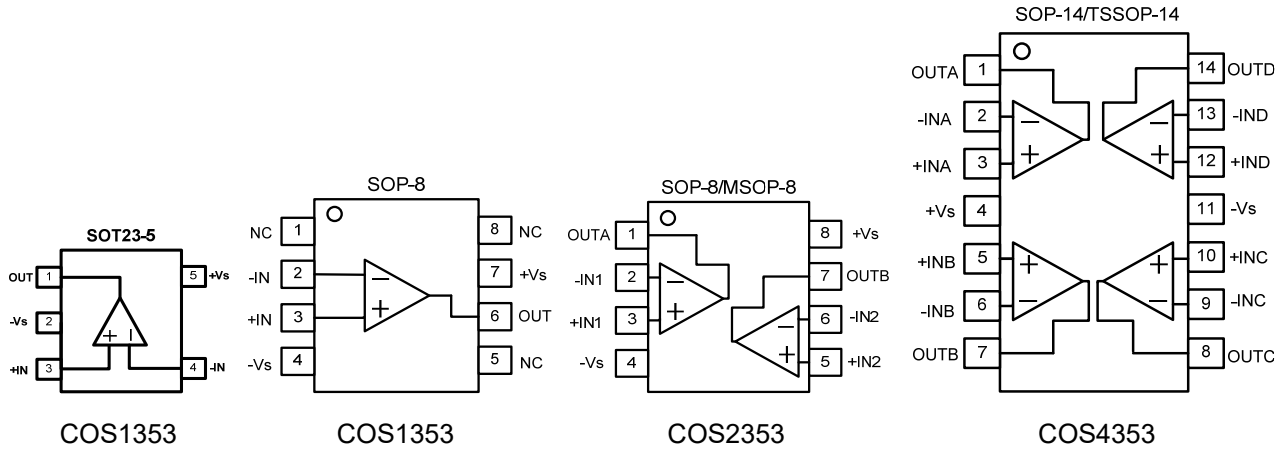 SOT23-5
OUT 1 5 +Vs
-Vs 2
+IN 3 + − 4 -IN
COS1353
SOP-8
NC 1 8 NC
-IN 2 − 7 +Vs
+IN 3 + 6 OUT
-Vs 4 5 NC
COS1353
SOP-8/MSOP-8
OUTA 1 8 +Vs
-IN1 2 − 7 OUTB
+IN1 3 + − 6 -IN2
-Vs 4 + 5 +IN2
COS2353
SOP-14/TSSOP-14
OUTA 1 14 OUTD
-INA 2 − − 13 -IND
+INA 3 + + 12 +IND
+Vs 4 11 -Vs
+INB 5 + + 10 +INC
-INB 6 − − 9 -INC
OUTB 7 8 OUTC
COS4353